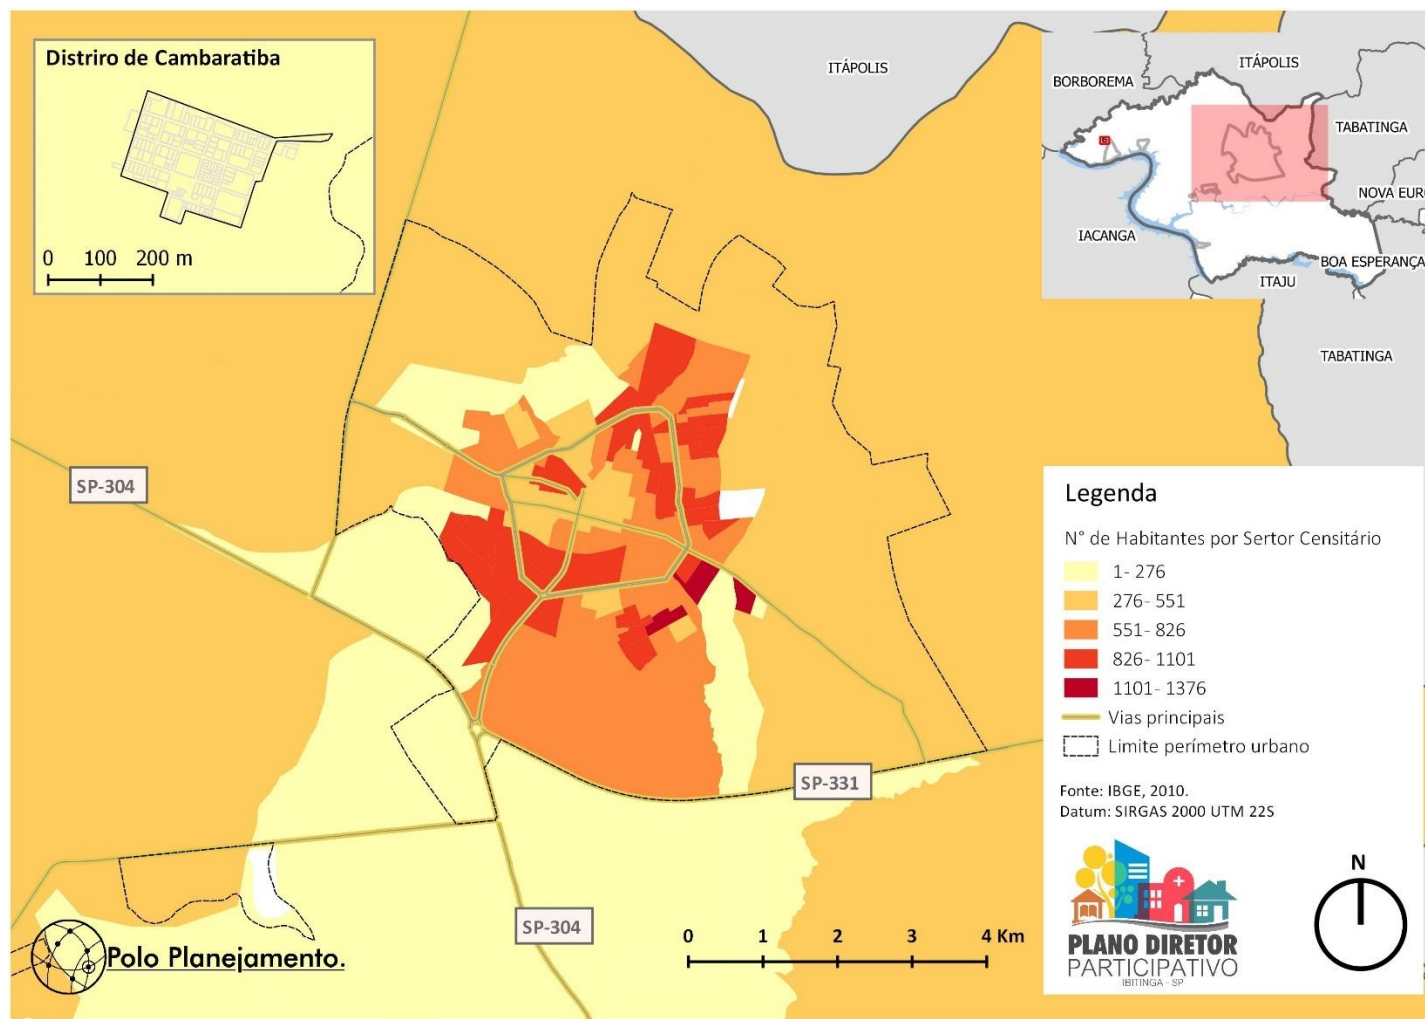 Distriro de Cambaratiba
0 100 200 m
ITÁPOLIS
BORBOREMA
ITÁPOLIS
TABATINGA
NOVA EURO
IACANGA
BOA ESPERANÇA
ITAJU
TABATINGA
SP-304
SP-331
SP-304
Legenda
N° de Habitantes por Sertor Censitário
1- 276
276- 551
551- 826
826- 1101
1101- 1376
Vias principais
Limite perímetro urbano
Fonte: IBGE, 2010.
Datum: SIRGAS 2000 UTM 22S
PLANO DIRETOR
PARTICIPATIVO
IBITINGA - SP
N
0 1 2 3 4 Km
Polo Planejamento.